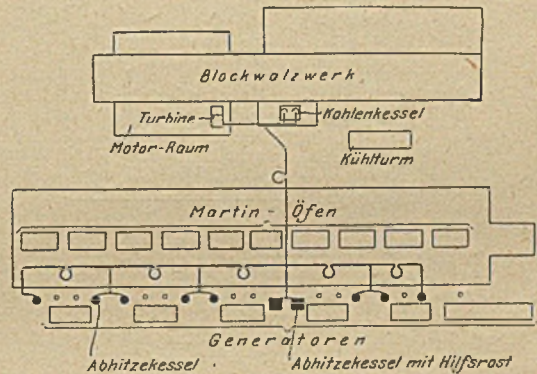 Blockwalzwerk
Turbine
Kohlenkessel
Motor-Raum
Kühlturm
Martin-Öfen
Generatoren
Abhitzekessel
Abhitzekessel mit Hilfsrost